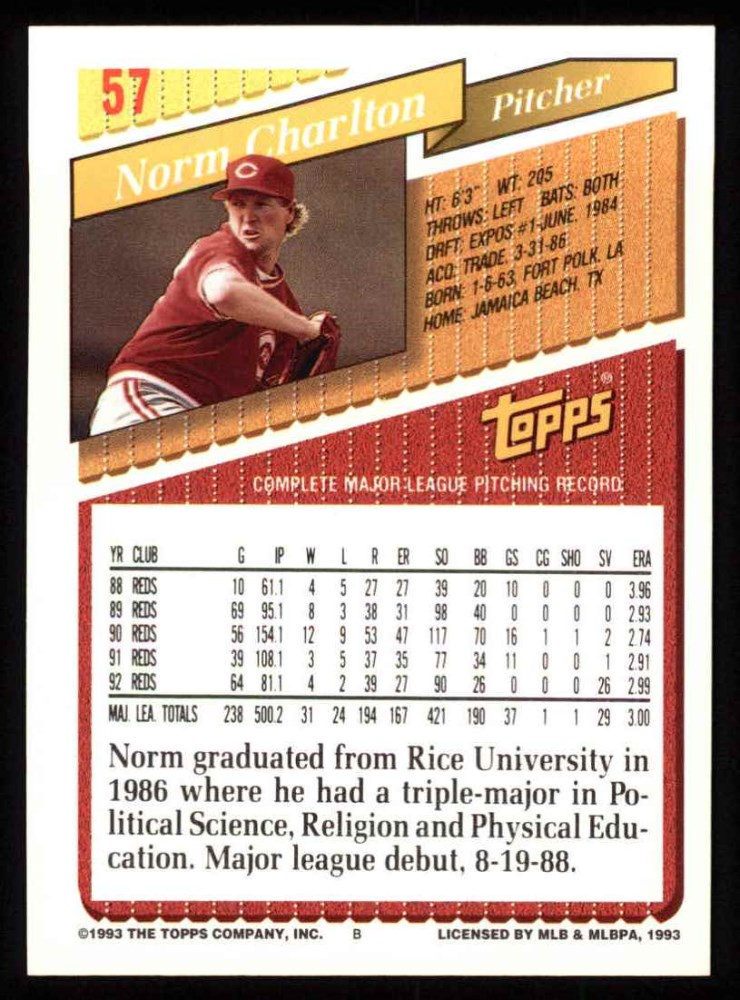 57
Norm Charlton
Pitcher
HT: 6'3" WT: 205
THROWS: LEFT BATS: BOTH
DRFT: EXPOS #1-JUNE, 1984
ACQ: TRADE, 3-31-86
BORN: 1-6-63, FORT POLK, LA
HOME: JAMAICA BEACH, TX
topps®
COMPLETE MAJOR LEAGUE PITCHING RECORD
YR CLUB G IP W L R ER SO BB GS CG SHO SV ERA
88 REDS 10 61.1 4 5 27 27 39 20 10 0 0 0 3.96
89 REDS 69 95.1 8 3 38 31 98 40 0 0 0 0 2.93
90 REDS 56 154.1 12 9 53 47 117 70 16 1 1 2 2.74
91 REDS 39 108.1 3 5 37 35 77 34 11 0 0 1 2.91
92 REDS 64 81.1 4 2 39 27 90 26 0 0 0 26 2.99
MAJ. LEA. TOTALS 238 500.2 31 24 194 167 421 190 37 1 1 29 3.00
Norm graduated from Rice University in
1986 where he had a triple-major in Po-
litical Science, Religion and Physical Edu-
cation. Major league debut, 8-19-88.
©1993 THE TOPPS COMPANY, INC. B LICENSED BY MLB & MLBPA, 1993